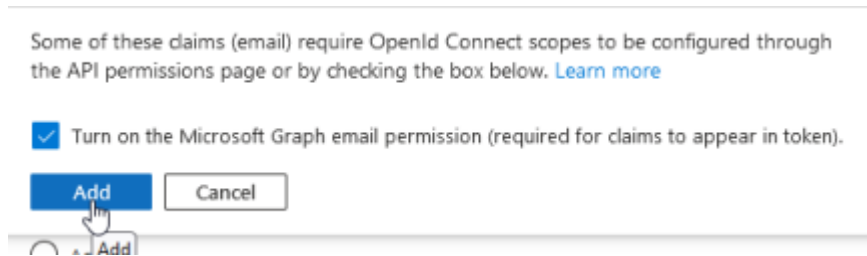 Some of these claims (email) require OpenId Connect scopes to be configured through
the API permissions page or by checking the box below. Learn more
Turn on the Microsoft Graph email permission (required for claims to appear in token).
Add
Cancel
Add